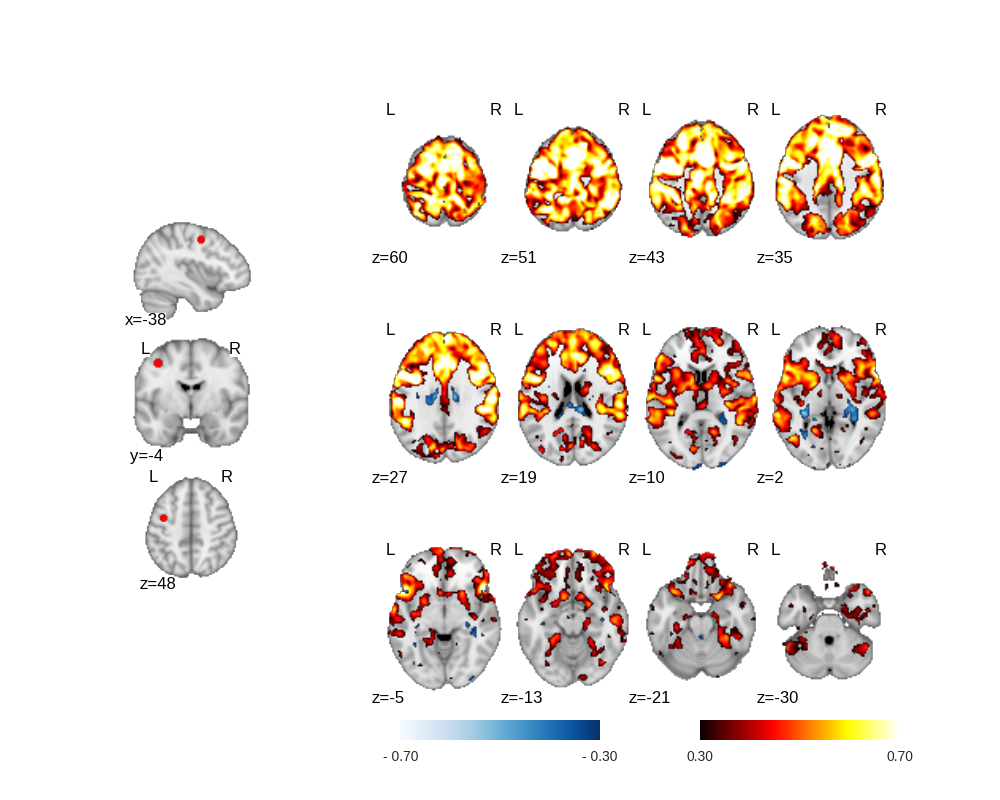 L R L R L R L R
z=60 z=51 z=43 z=35
x=-38
L R L R L R L R
L R
y=-4
z=27 z=19 z=10 z=2
L R
z=48
L R L R L R L R
z=-5 z=-13 z=-21 z=-30
- 0.70 - 0.30 0.30 0.70